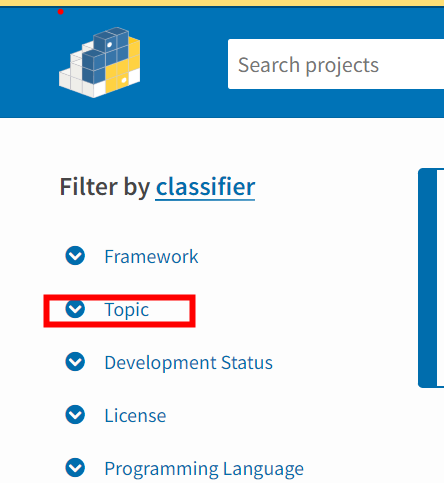 Search projects
Filter by classifier
Framework
Topic
Development Status
License
Programming Language